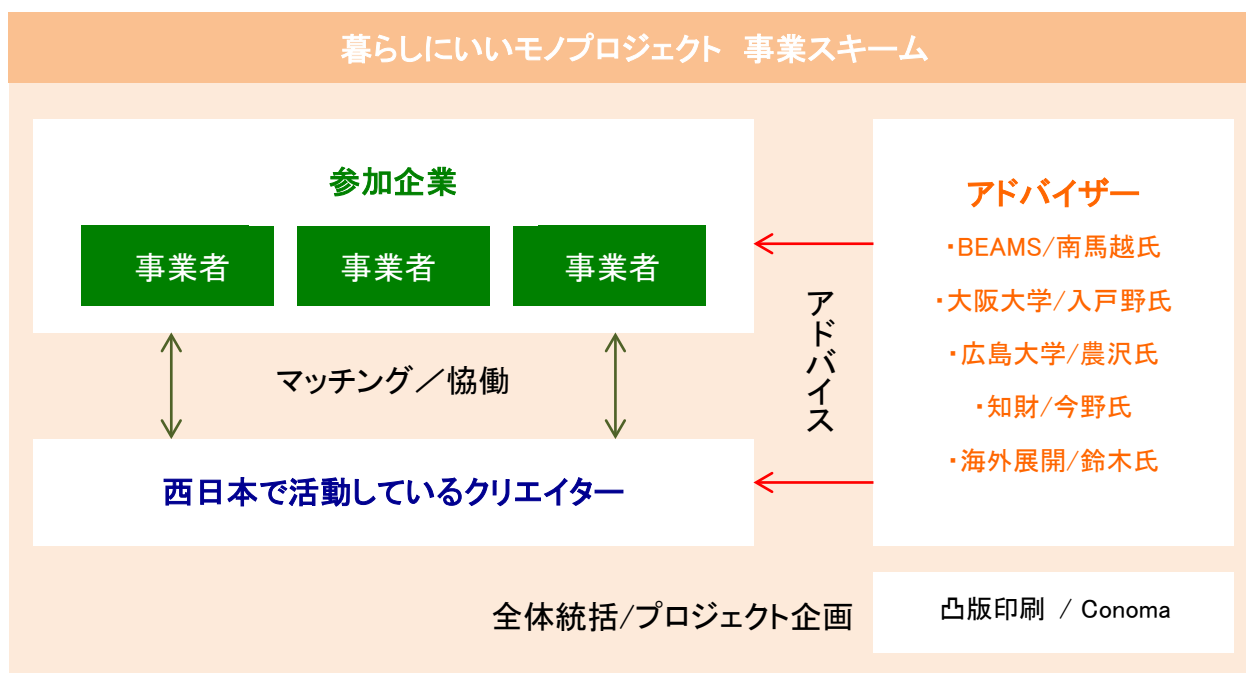 暮らしにいいモノプロジェクト　事業スキーム
参加企業
事業者
事業者
事業者
マッチング／恊働
西日本で活動しているクリエイター
アドバイス
アドバイザー
・BEAMS/南馬越氏
・大阪大学/入戸野氏
・広島大学/農沢氏
・知財/今野氏
・海外展開/鈴木氏
全体統括/プロジェクト企画
凸版印刷 / Conoma